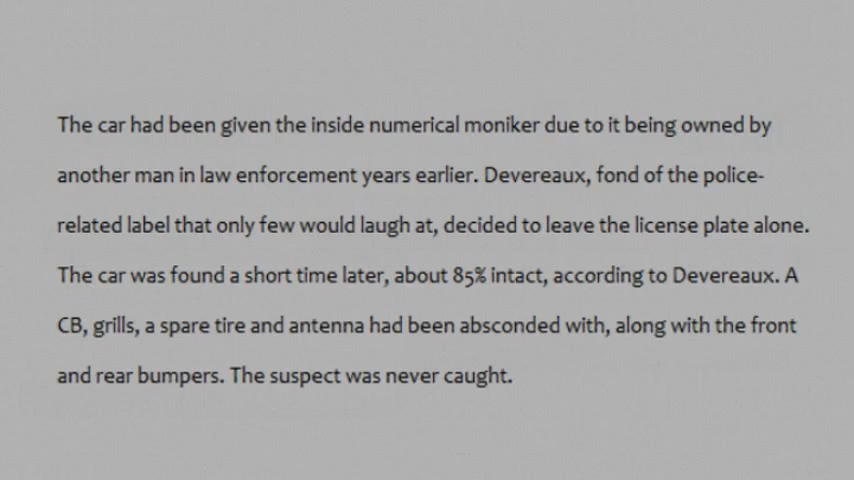 The car had been given the inside numerical moniker due to it being owned by
another man in law enforcement years earlier. Devereaux, fond of the police-
related label that only few would laugh at, decided to leave the license plate alone.
The car was found a short time later, about 85% intact, according to Devereaux. A
CB, grills, a spare tire and antenna had been absconded with, along with the front
and rear bumpers. The suspect was never caught.